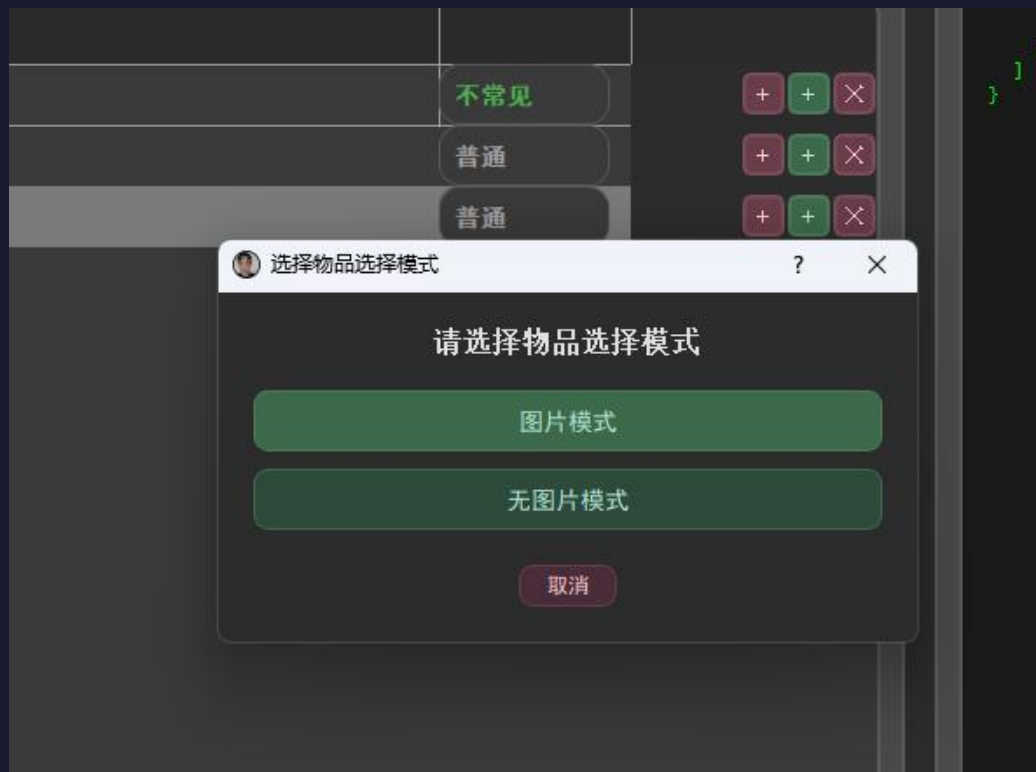 ]
不常见
}
+ + ×
普通
+ + ×
普通
+ + ×
选择物品选择模式
?
×
请选择物品选择模式
图片模式
无图片模式
取消